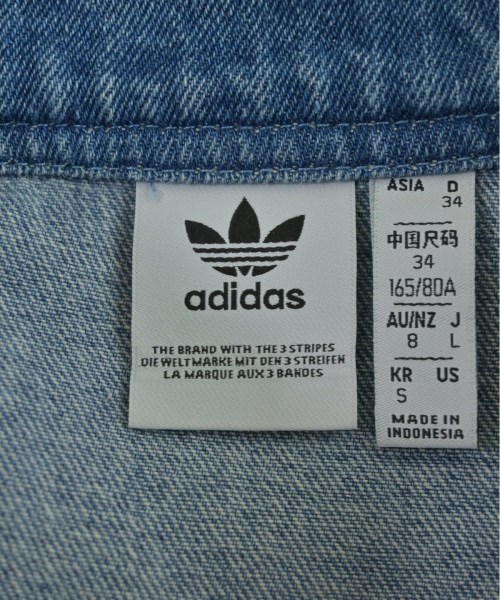 adidas
THE BRAND WITH THE 3 STRIPES
DIE WELTMARKE MIT DEN 3 STREIFEN
LA MARQUE AUX 3 BANDES
ASIA D
34
中国尺码
34
165/80A
AU/NZ J
8 L
KR US
S
MADE IN
INDONESIA